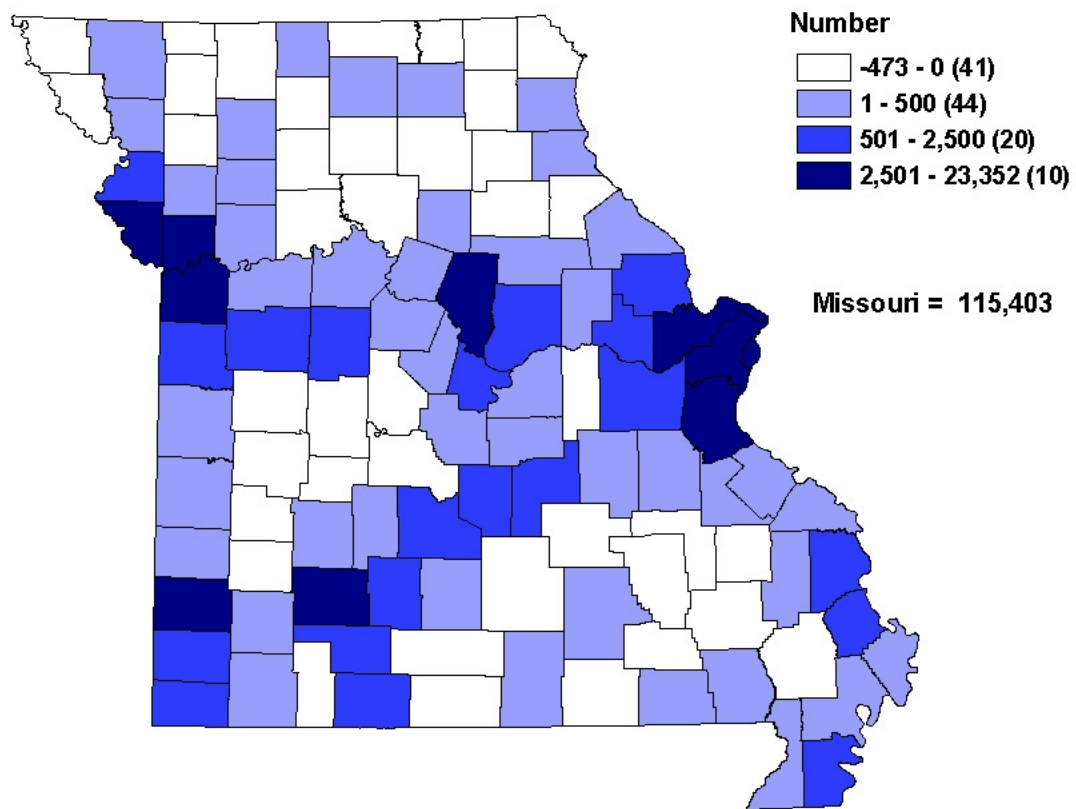 Number
-473 - 0 (41)
1 - 500 (44)
501 - 2,500 (20)
2,501 - 23,352 (10)
Missouri = 115,403